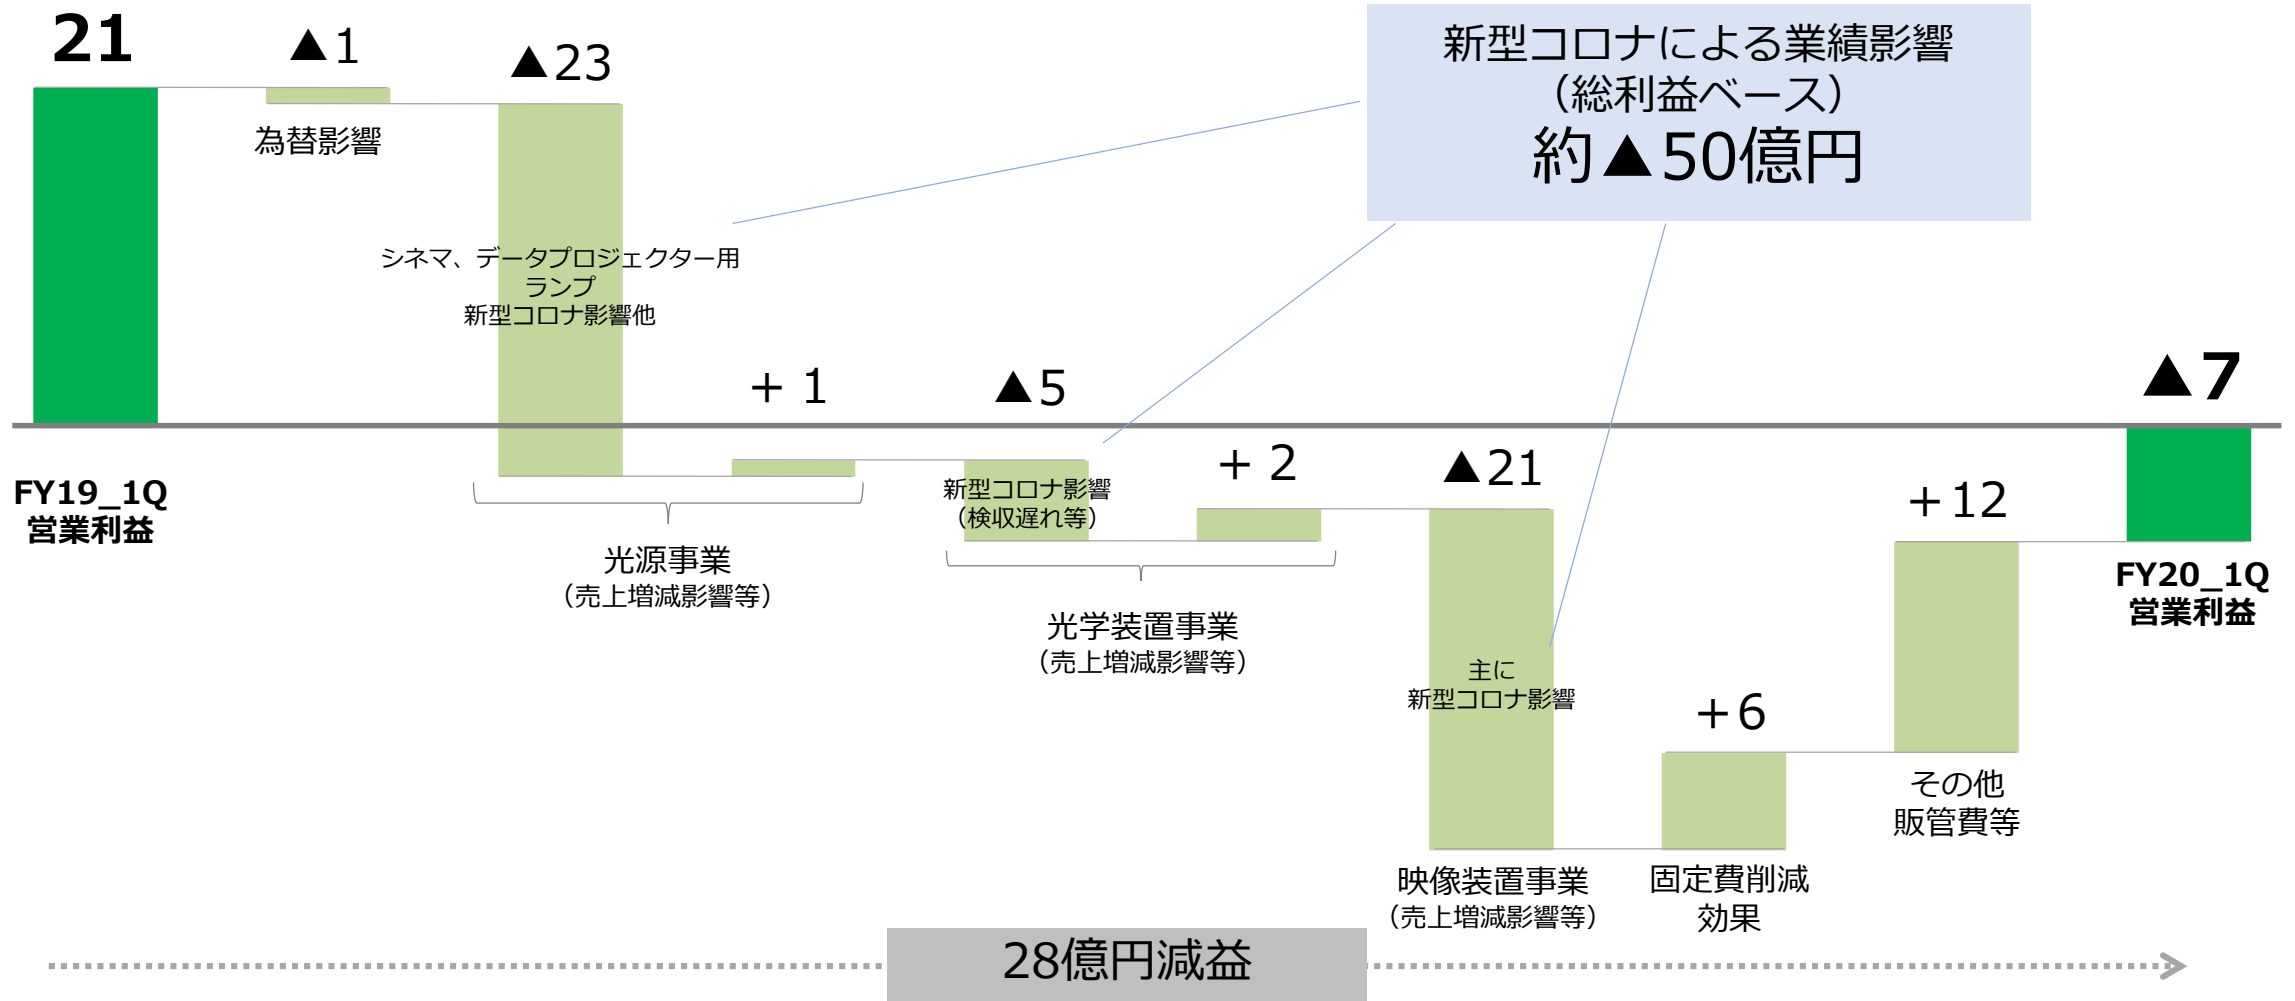 21
▲1
為替影響
▲23
シネマ、データプロジェクター用
ランプ
新型コロナ影響他
＋1
光源事業
（売上増減影響等）
▲5
新型コロナ影響
（検収遅れ等）
＋2
光学装置事業
（売上増減影響等）
▲21
主に
新型コロナ影響
映像装置事業
（売上増減影響等）
＋6
固定費削減
効果
＋12
その他
販管費等
▲7
新型コロナによる業績影響
（総利益ベース）
約▲50億円
FY19_1Q
営業利益
FY20_1Q
営業利益
28億円減益